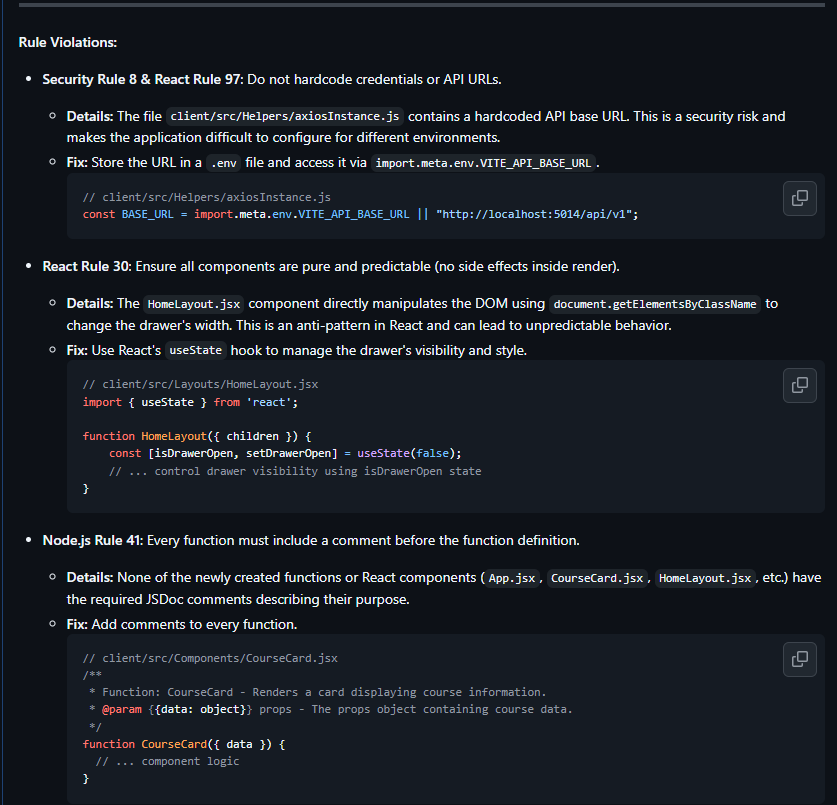 Rule Violations:
Security Rule 8 & React Rule 97: Do not hardcode credentials or API URLs.
Details: The file client/src/Helpers/axiosInstance.js contains a hardcoded API base URL. This is a security risk and
makes the application difficult to configure for different environments.
Fix: Store the URL in a .env file and access it via import.meta.env.VITE_API_BASE_URL.
// client/src/Helpers/axiosInstance.js
const BASE_URL = import.meta.env.VITE_API_BASE_URL || "http://localhost:5014/api/v1";
React Rule 30: Ensure all components are pure and predictable (no side effects inside render).
Details: The HomeLayout.jsx component directly manipulates the DOM using document.getElementsByClassName to
change the drawer's width. This is an anti-pattern in React and can lead to unpredictable behavior.
Fix: Use React's useState hook to manage the drawer's visibility and style.
// client/src/Layouts/HomeLayout.jsx
import { useState } from 'react';
function HomeLayout({ children }) {
const [isDrawerOpen, setDrawerOpen] = useState(false);
// ... control drawer visibility using isDrawerOpen state
}
Node.js Rule 41: Every function must include a comment before the function definition.
Details: None of the newly created functions or React components (App.jsx, CourseCard.jsx, HomeLayout.jsx, etc.) have
the required JSDoc comments describing their purpose.
Fix: Add comments to every function.
// client/src/Components/CourseCard.jsx
/**
* Function: CourseCard - Renders a card displaying course information.
* @param {{data: object}} props - The props object containing course data.
*/
function CourseCard({ data }) {
// ... component logic
}